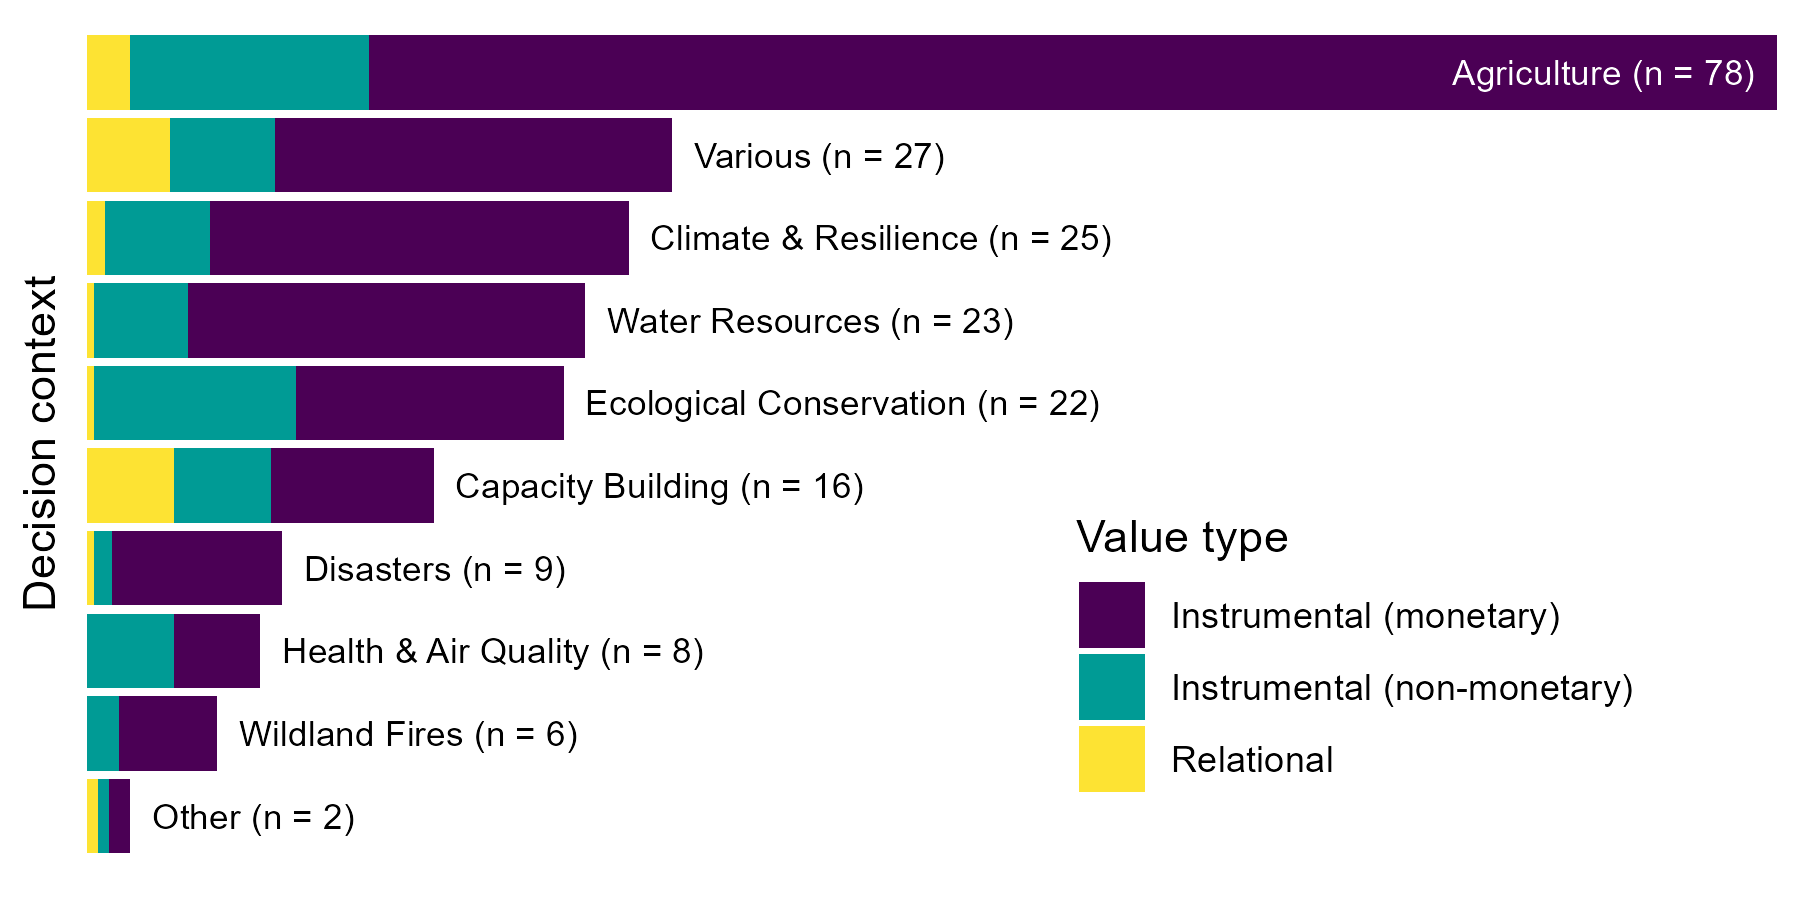 Decision context
Agriculture (n = 78)
Various (n = 27)
Climate & Resilience (n = 25)
Water Resources (n = 23)
Ecological Conservation (n = 22)
Capacity Building (n = 16)
Disasters (n = 9)
Health & Air Quality (n = 8)
Wildland Fires (n = 6)
Other (n = 2)
Value type
Instrumental (monetary)
Instrumental (non-monetary)
Relational